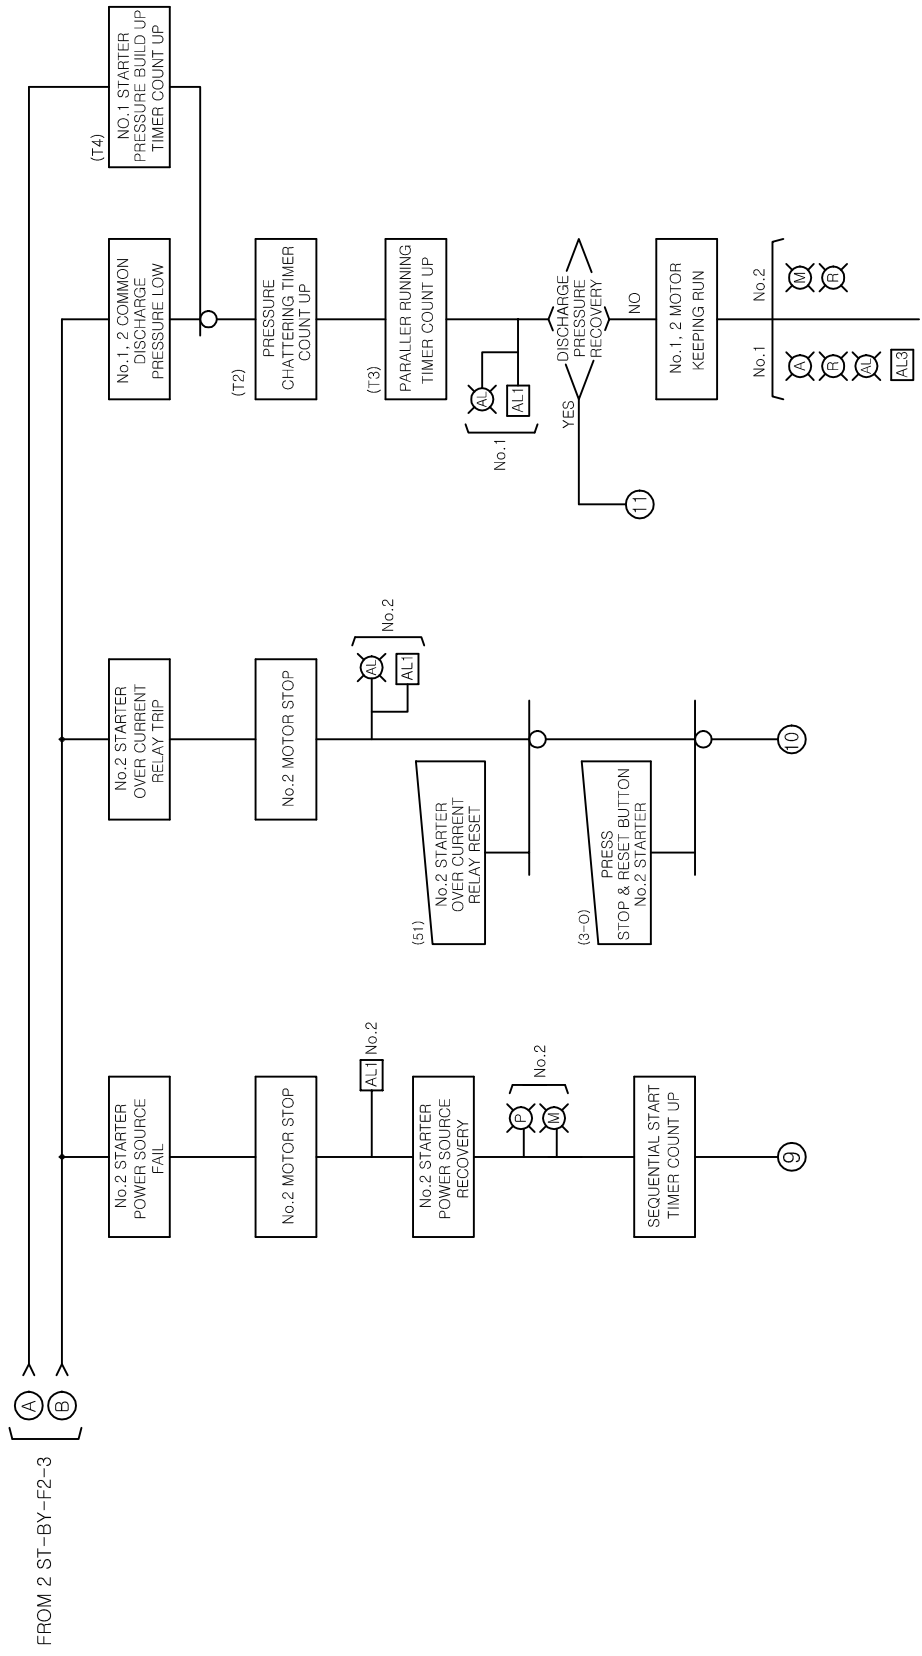 FROM 2 ST-BY-F2-3
A
B
No.2 STARTER
POWER SOURCE
FAIL
No.2 MOTOR STOP
AL1 No.2
No.2 STARTER
POWER SOURCE
RECOVERY
P
M
No.2
SEQUENTIAL START
TIMER COUNT UP
9
No.2 STARTER
OVER CURRENT
RELAY TRIP
No.2 MOTOR STOP
AL
AL1
No.2
(51)
No.2 STARTER
OVER CURRENT
RELAY RESET
(3-O)
PRESS
STOP & RESET BUTTON
No.2 STARTER
10
No.1, 2 COMMON
DISCHARGE
PRESSURE LOW
(T4)
NO.1 STARTER
PRESSURE BUILD UP
TIMER COUNT UP
(T2)
PRESSURE
CHATTERING TIMER
COUNT UP
(T3)
PARALLER RUNNING
TIMER COUNT UP
No.1
AL
AL1
DISCHARGE
PRESSURE
RECOVERY
YES
NO
11
No.1, 2 MOTOR
KEEPING RUN
No.1
No.2
A
M
R
R
AL
AL3